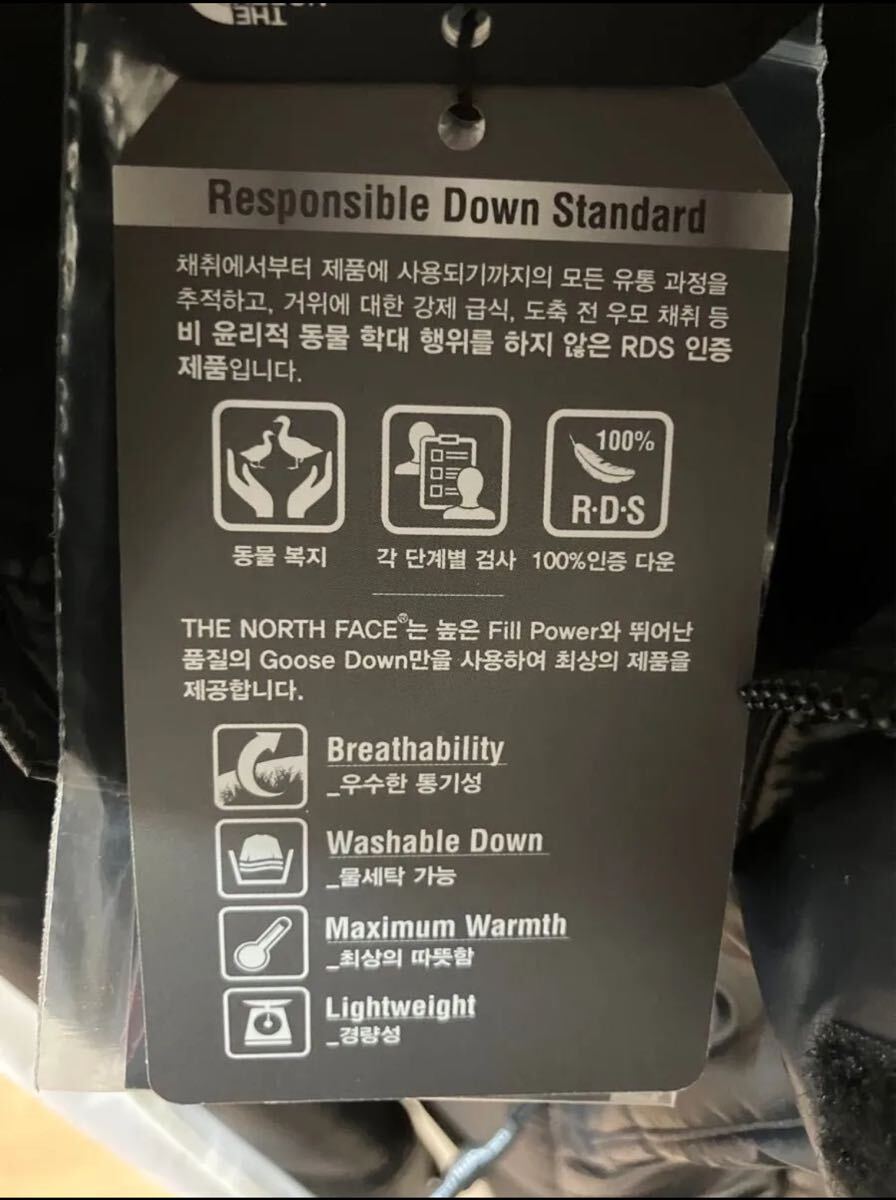 THE
Responsible Down Standard
채취에서부터 제품에 사용되기까지의 모든 유통 과정을
추적하고, 거위에 대한 강제 급식, 도축 전 우모 채취 등
비 윤리적 동물 학대 행위를 하지 않은 RDS 인증
제품입니다.
100%
R·D·S
동물 복지 각 단계별 검사 100%인증 다운
THE NORTH FACE®는 높은 Fill Power와 뛰어난
품질의 Goose Down만을 사용하여 최상의 제품을
제공합니다.
Breathability
_우수한 통기성
Washable Down
_물세탁 가능
Maximum Warmth
_최상의 따뜻함
Lightweight
_경량성